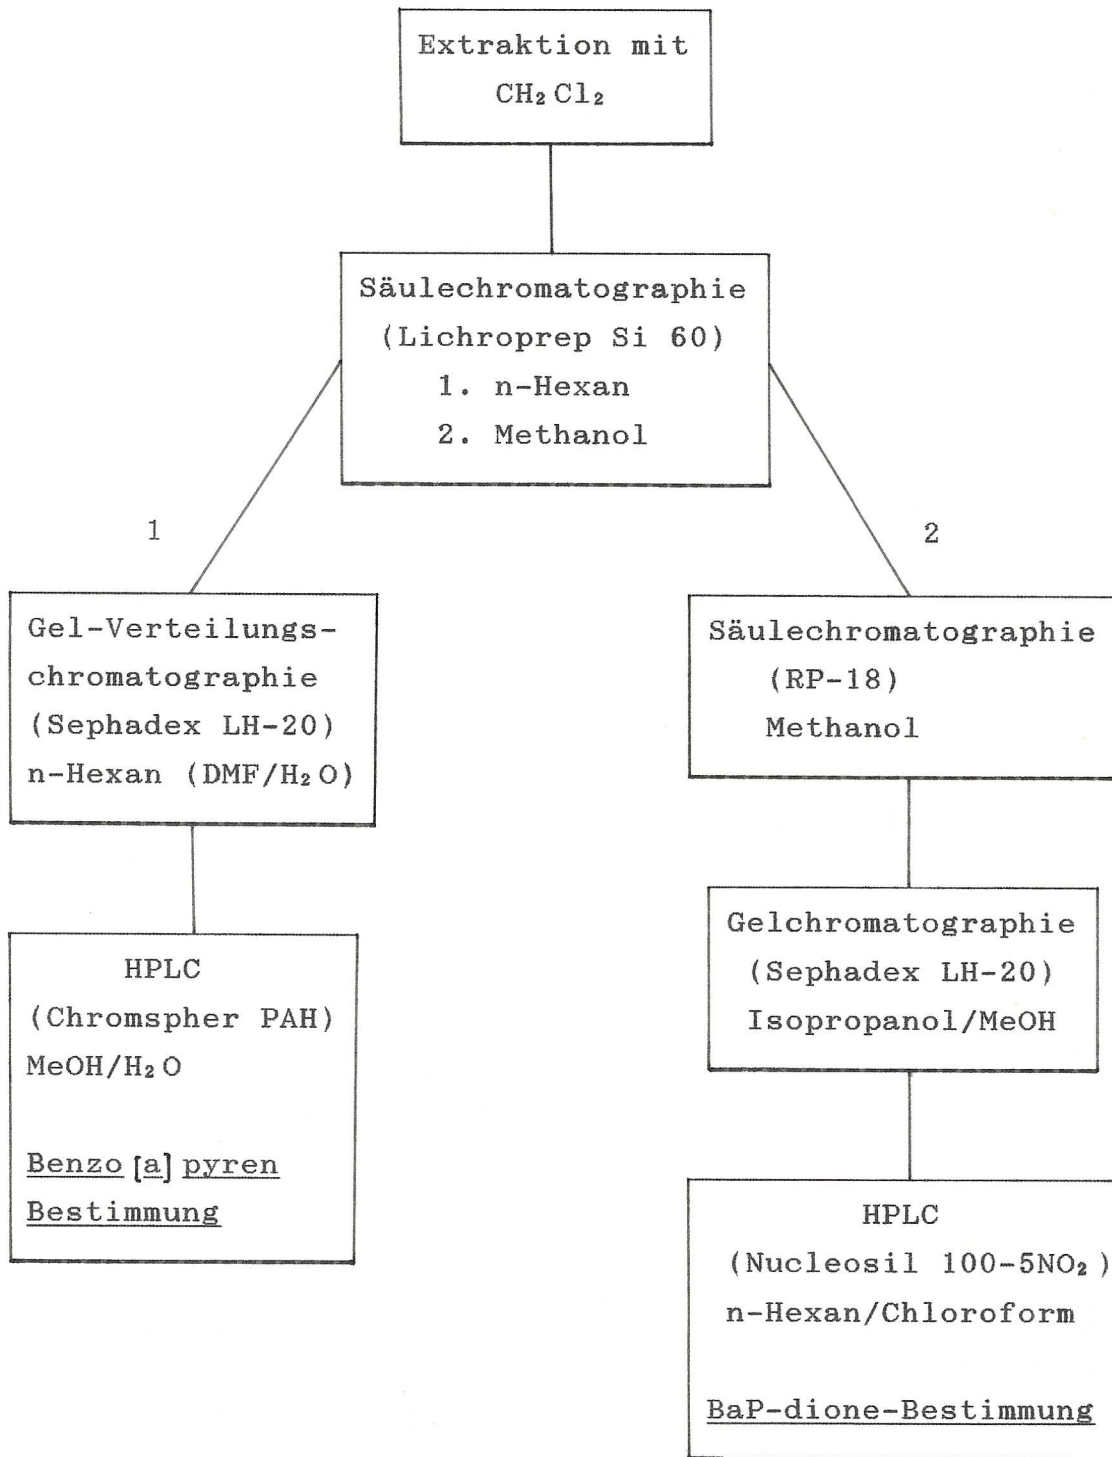 Extraktion mit
CH₂Cl₂
Säulechromatographie
(Lichroprep Si 60)
1. n-Hexan
2. Methanol
1
2
Gel-Verteilungs-
chromatographie
(Sephadex LH-20)
n-Hexan (DMF/H₂O)
HPLC
(Chromspher PAH)
MeOH/H₂O
Benzo [a] pyren
Bestimmung
Säulechromatographie
(RP-18)
Methanol
Gelchromatographie
(Sephadex LH-20)
Isopropanol/MeOH
HPLC
(Nucleosil 100-5NO₂)
n-Hexan/Chloroform
BaP-dione-Bestimmung